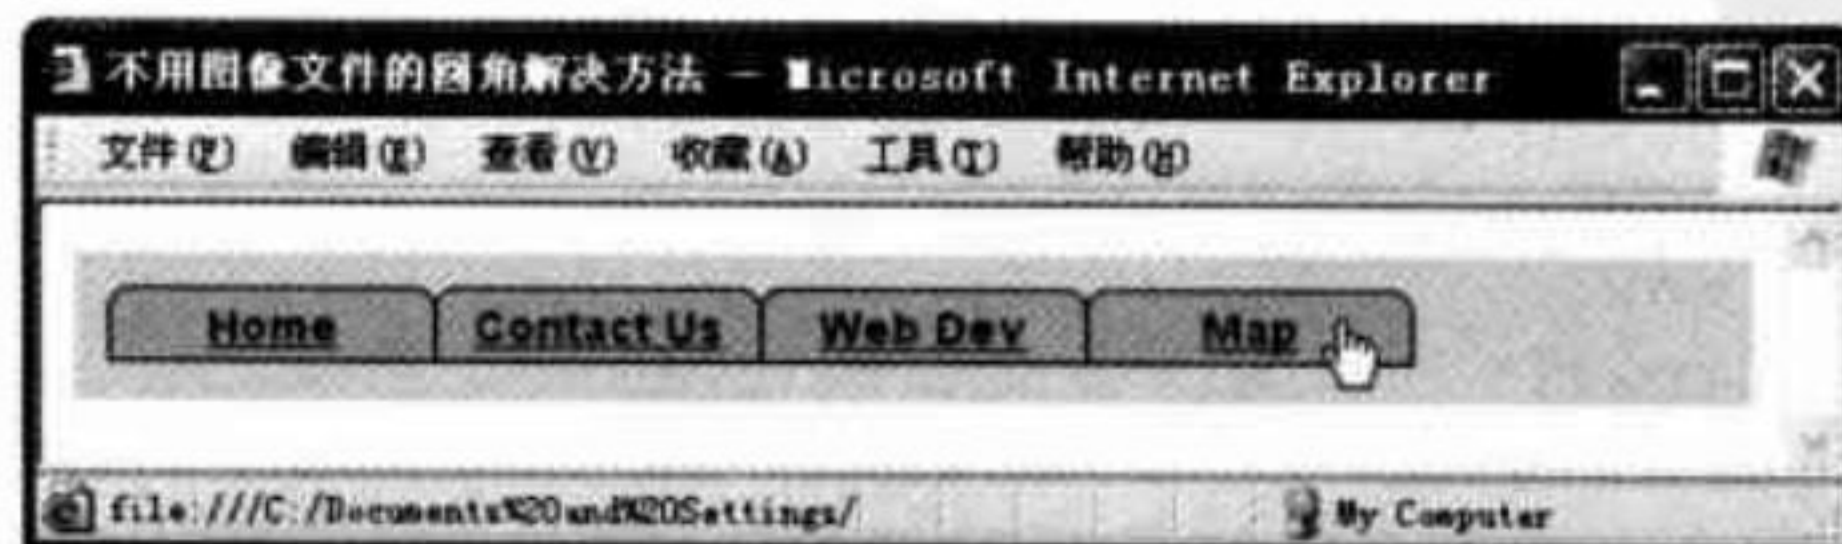 不用图像文件的圆角解决方法 — Microsoft Internet Explorer
文件(F) 编辑(E) 查看(V) 收藏(A) 工具(T) 帮助(H)
Home Contact Us Web Dev Map
file:///C:/Documents%20and%20Settings/ My Computer